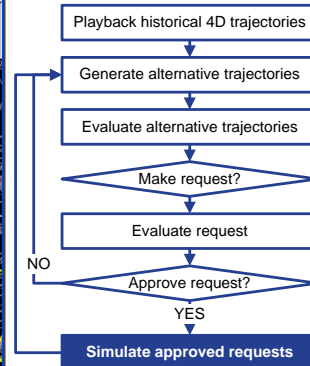 Playback historical 4D trajectories
Generate alternative trajectories
Evaluate alternative trajectories
Make request?
Evaluate request
NO
Approve request?
YES
Simulate approved requests